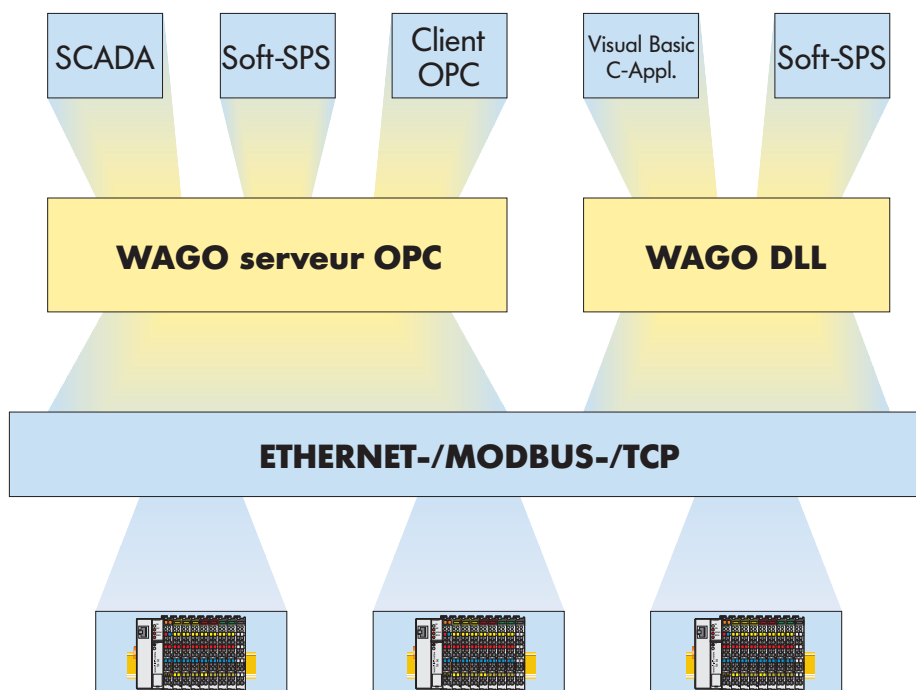 SCADA
Soft-SPS
Client
OPC
Visual Basic
C-Appl.
Soft-SPS
WAGO serveur OPC
WAGO DLL
ETHERNET-/MODBUS-/TCP